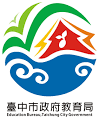 臺中市政府教育局
Education Bureau, Taichung City Government